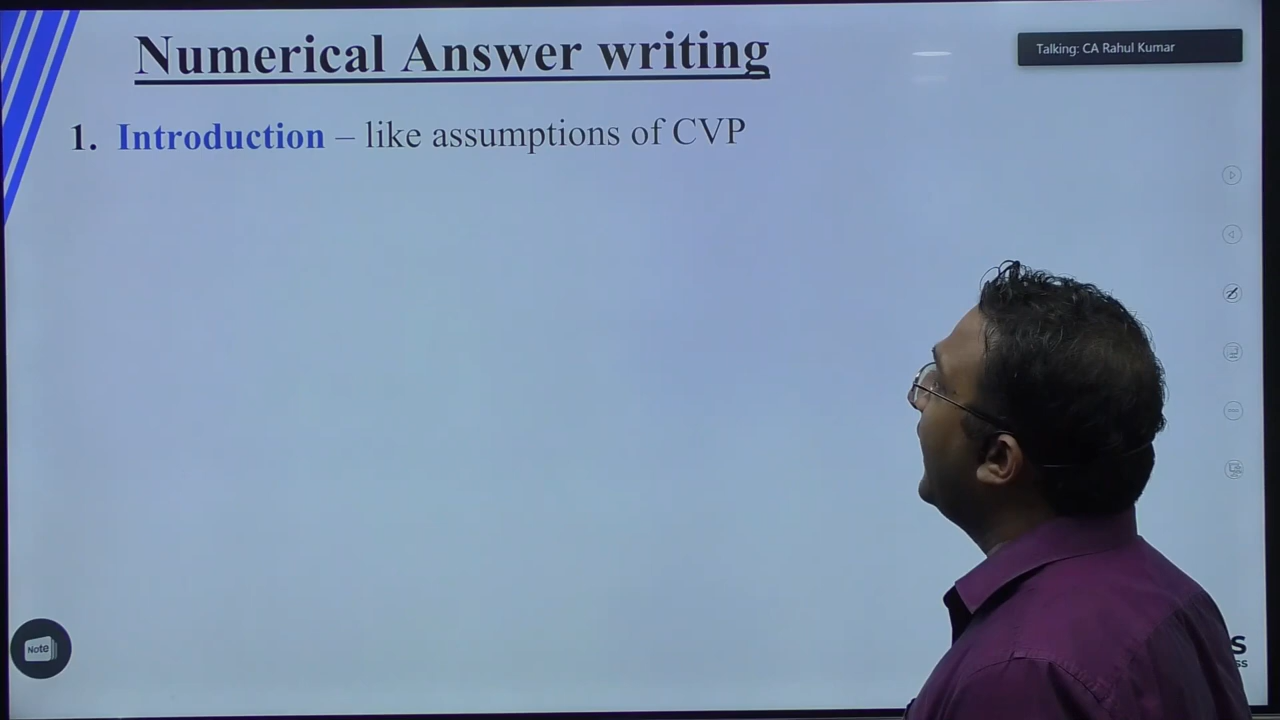 Numerical Answer writing
Talking: CA Rahul Kumar
1. Introduction – like assumptions of CVP
Note